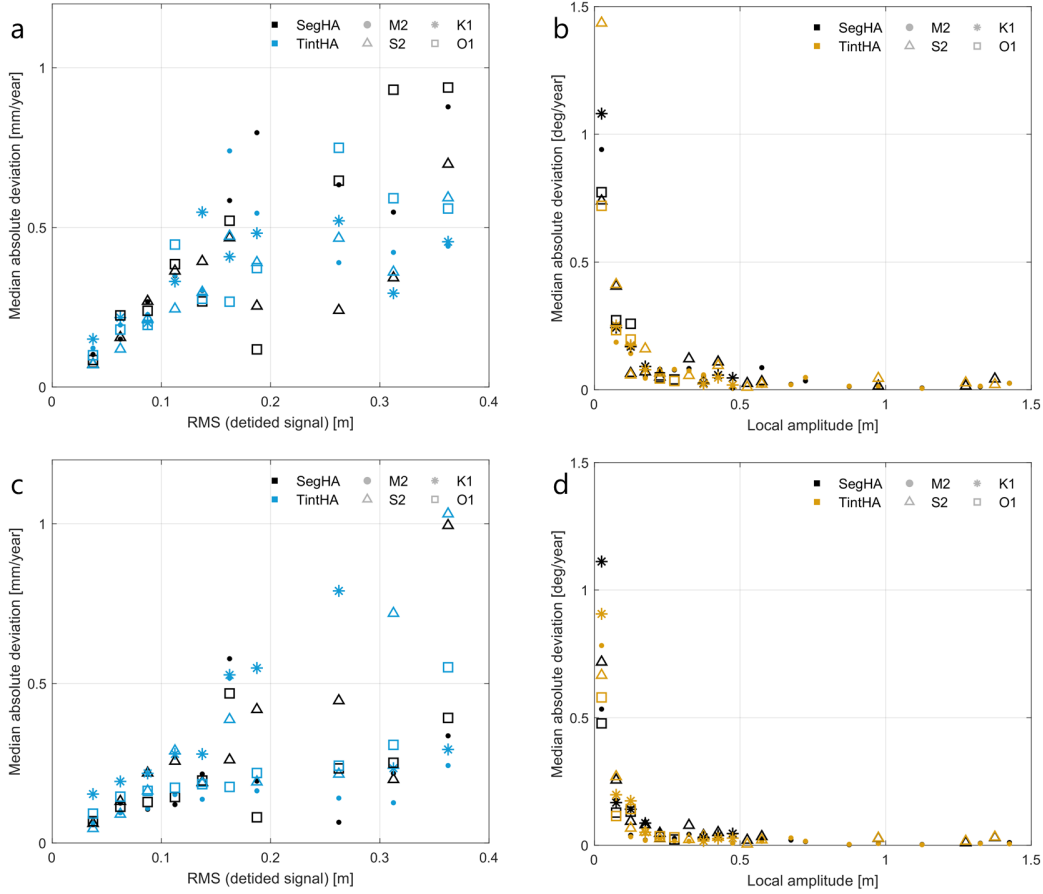 a
SegHA M2 K1
TintHA S2 O1
Median absolute deviation [mm/year]
1
0.5
0
0 0.1 0.2 0.3 0.4
RMS (detided signal) [m]
b
SegHA M2 K1
TintHA S2 O1
Median absolute deviation [deg/year]
1.5
1
0.5
0
0 0.5 1 1.5
Local amplitude [m]
c
SegHA M2 K1
TintHA S2 O1
Median absolute deviation [mm/year]
1
0.5
0
0 0.1 0.2 0.3 0.4
RMS (detided signal) [m]
d
SegHA M2 K1
TintHA S2 O1
Median absolute deviation [deg/year]
1.5
1
0.5
0
0 0.5 1 1.5
Local amplitude [m]